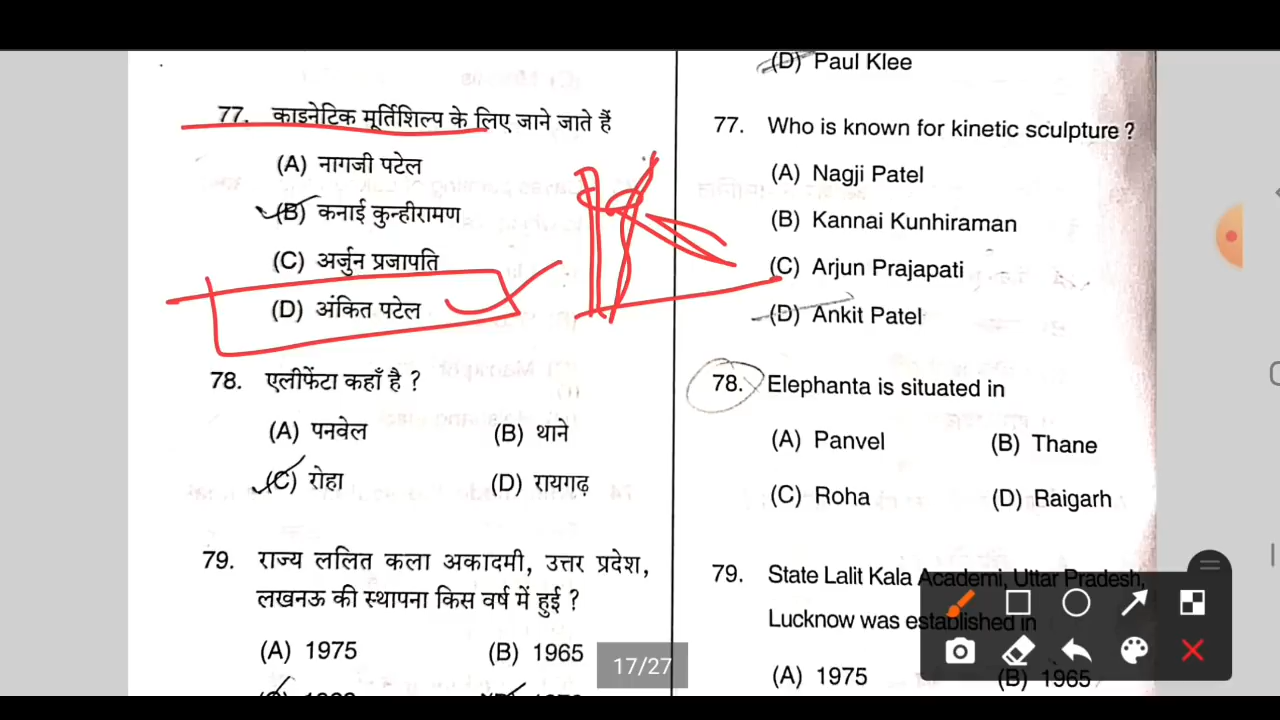 77. काइनेटिक मूर्तिशिल्प के लिए जाने जाते हैं
(A) नागजी पटेल
(B) कनाई कुन्हीरामण
(C) अर्जुन प्रजापति
(D) अंकित पटेल
78. एलीफेंटा कहाँ है ?
(A) पनवेल (B) थाने
(C) रोहा (D) रायगढ़
79. राज्य ललित कला अकादमी, उत्तर प्रदेश,
लखनऊ की स्थापना किस वर्ष में हुई ?
(A) 1975 (B) 1965
(D) Paul Klee
77. Who is known for kinetic sculpture ?
(A) Nagji Patel
(B) Kannai Kunhiraman
(C) Arjun Prajapati
(D) Ankit Patel
78. Elephanta is situated in
(A) Panvel (B) Thane
(C) Roha (D) Raigarh
79. State Lalit Kala Academi, Uttar Pradesh,
Lucknow was established in
(A) 1975 (B) 1965
17/27